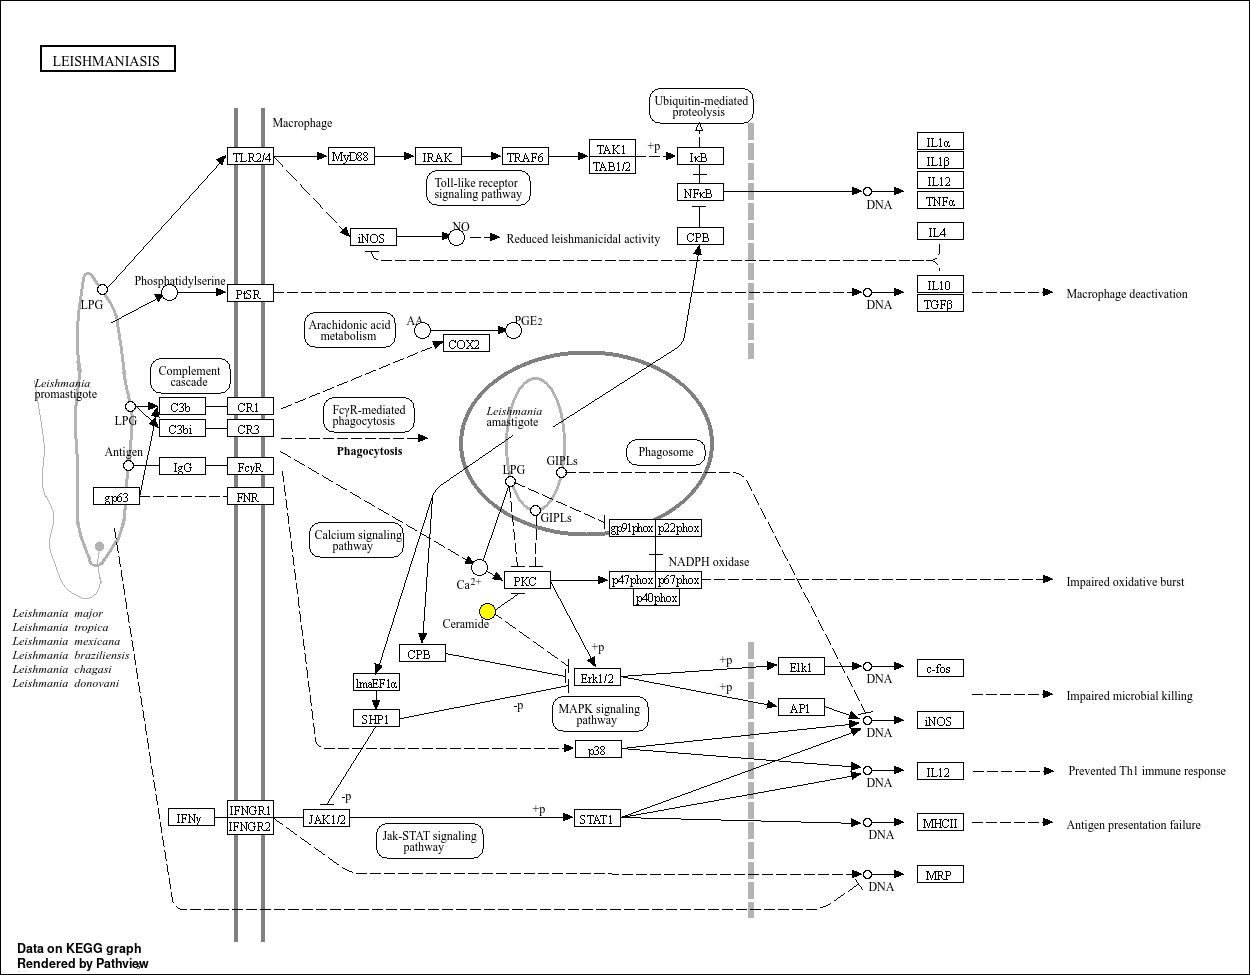 LEISHMANIASIS
Macrophage
Ubiquitin-mediated
proteolysis
TLR2/4
MyD88
IRAK
TRAF6
TAK1
TAB1/2
+p
IκB
Toll-like receptor
signaling pathway
NFκB
DNA
IL1α
IL1β
IL12
TNFα
IL4
iNOS
NO
Reduced leishmanicidal activity
CPB
Phosphatidylserine
LPG
PtSR
DNA
IL10
TGFβ
Macrophage deactivation
Arachidonic acid
metabolism
AA
PGE2
COX2
Complement
cascade
Leishmania
promastigote
LPG
C3b
CR1
C3bi
CR3
FcγR-mediated
phagocytosis
Phagocytosis
Leishmania
amastigote
Phagosome
Antigen
IgG
FcγR
gp63
FNR
LPG
GIPLs
GIPLs
gp91phox
p22phox
NADPH oxidase
Calcium signaling
pathway
Ca2+
PKC
p47phox
p67phox
p40phox
Impaired oxidative burst
Ceramide
Leishmania major
Leishmania tropica
Leishmania mexicana
Leishmania braziliensis
Leishmania chagasi
Leishmania donovani
CPB
+p
lmaEF1α
Erk1/2
+p
Elk1
DNA
c-fos
+p
Impaired microbial killing
SHP1
-p
MAPK signaling
pathway
AP1
DNA
iNOS
p38
DNA
IL12
Prevented Th1 immune response
-p
IFNγ
IFNGR1
IFNGR2
JAK1/2
+p
STAT1
DNA
MHCII
Antigen presentation failure
Jak-STAT signaling
pathway
DNA
MRP
Data on KEGG graph
Rendered by Pathview